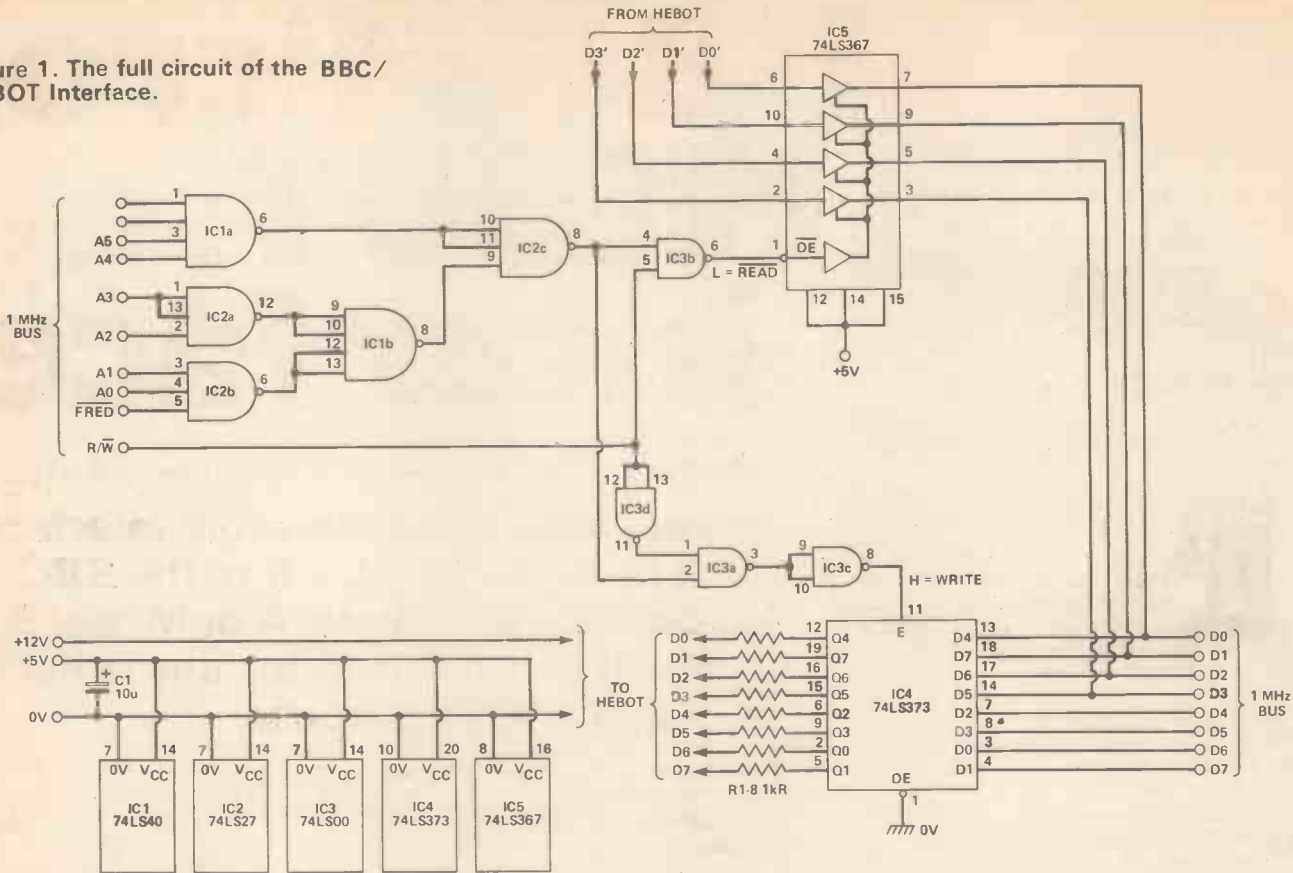 ure 1. The full circuit of the BBC/
BOT Interface.
FROM HEBOT
D3' D2' D1' D0'
IC5
74LS367
6 7
10 9
4 5
2 3
1 DE
12 14 15
+5V
1 MHz
BUS
A5
A4
A3
A2
A1
A0
FRED
R/W
1
3
IC1a
6
1
13
2
IC2a
12
3
4
5
IC2b
6
9
10
12
13
IC1b
8
10
11
9
IC2c
8
4
5
IC3b
6
L = READ
12 13
IC3d
11
1
2
IC3a
3
9
10
IC3c
8
H = WRITE
11
E
+12V
+5V
C1
10u
+
0V
TO
HEBOT
D0 12 Q4 D4 13 D0
D1 19 Q7 D7 18 D1
D2 16 Q6 D6 17 D2
D3 15 Q5 D5 14 D3
D4 6 Q2 D2 7 D4
D5 9 Q3 D3 8 D5
D6 2 Q0 D0 3 D6
D7 5 Q1 D1 4 D7
IC4
74LS373
R1-8 1kR
OE
1
0V
1 MHz
BUS
7 14 7 14 7 14 10 20 8 16
0V VCC 0V VCC 0V VCC 0V VCC 0V VCC
IC1 IC2 IC3 IC4 IC5
74LS40 74LS27 74LS00 74LS373 74LS367